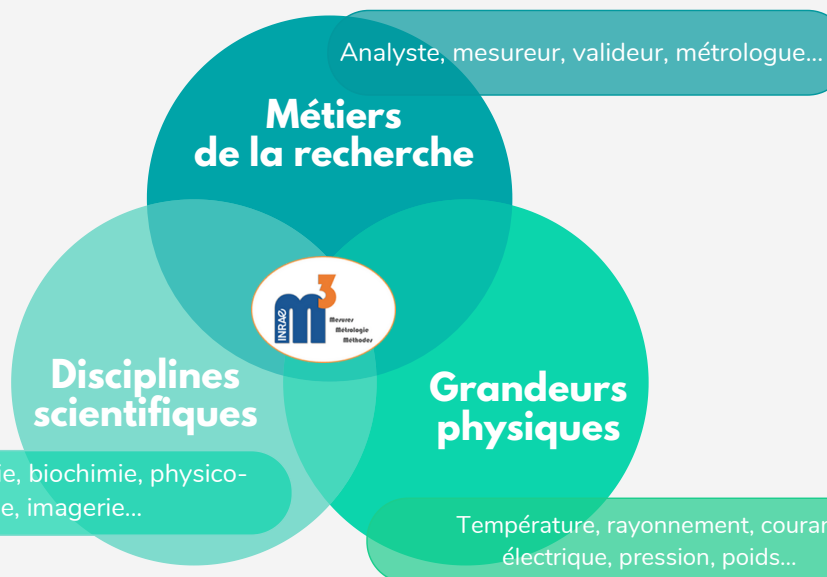 Analyste, mesureur, valideur, métrologue...
Métiers
de la recherche
m3
INRAE
Mesures
Métrologie
Méthodes
Disciplines
scientifiques
Grandeurs
physiques
ie, biochimie, physico-
e, imagerie...
Température, rayonnement, couran
électrique, pression, poids...